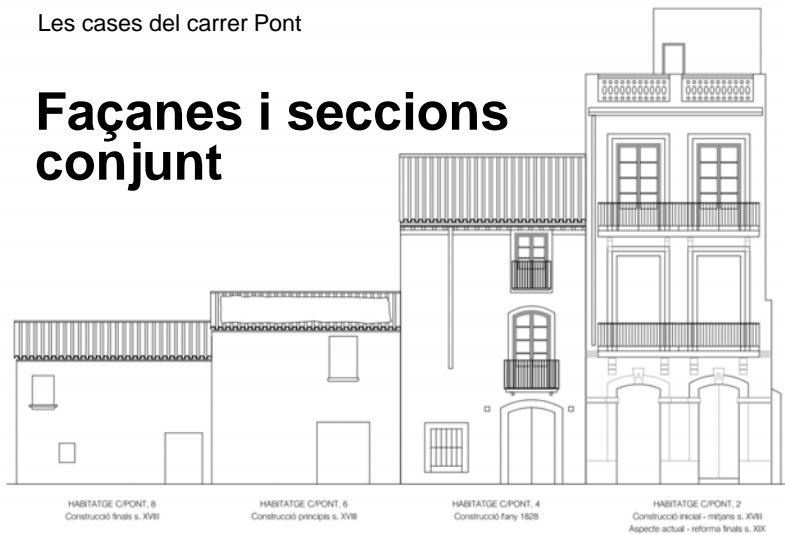 Les cases del carrer Pont
Façanes i seccions
conjunt
A
B
HABITATGE C/PONT, 8
Construcció finals s. XVIII
HABITATGE C/PONT, 6
Construcció principis s. XVIII
HABITATGE C/PONT, 4
Construcció l'any 1828
HABITATGE C/PONT, 2
Construcció inicial - mitjans s. XVIII
Aspecte actual - reforma finals s. XIX